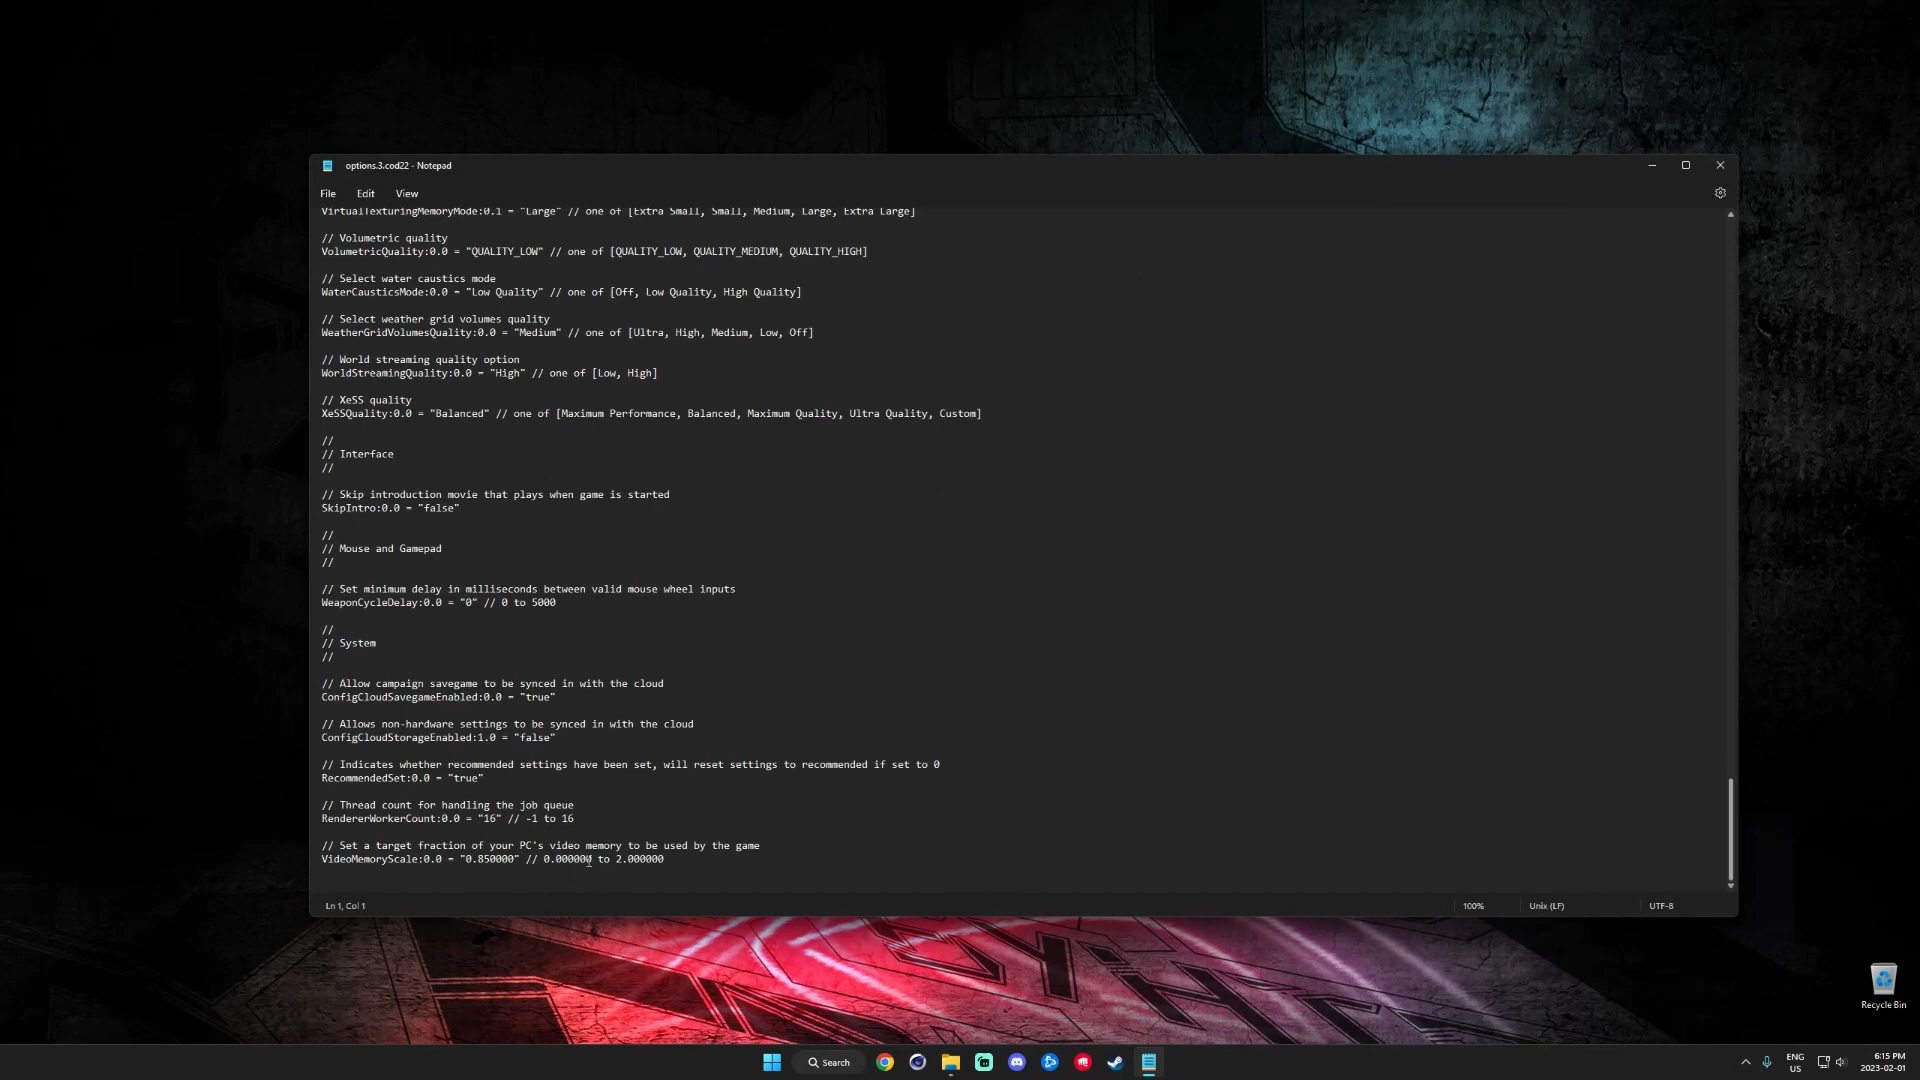 options.3.cod22 - Notepad
File Edit View
VirtualTexturingMemoryMode:0.1 = "Large" // one of [Extra Small, Small, Medium, Large, Extra Large]
// Volumetric quality
VolumetricQuality:0.0 = "QUALITY_LOW" // one of [QUALITY_LOW, QUALITY_MEDIUM, QUALITY_HIGH]
// Select water caustics mode
WaterCausticsMode:0.0 = "Low Quality" // one of [Off, Low Quality, High Quality]
// Select weather grid volumes quality
WeatherGridVolumesQuality:0.0 = "Medium" // one of [Ultra, High, Medium, Low, Off]
// World streaming quality option
WorldStreamingQuality:0.0 = "High" // one of [Low, High]
// XeSS quality
XeSSQuality:0.0 = "Balanced" // one of [Maximum Performance, Balanced, Maximum Quality, Ultra Quality, Custom]
//
// Interface
//
// Skip introduction movie that plays when game is started
SkipIntro:0.0 = "false"
//
// Mouse and Gamepad
//
// Set minimum delay in milliseconds between valid mouse wheel inputs
WeaponCycleDelay:0.0 = "0" // 0 to 5000
//
// System
//
// Allow campaign savegame to be synced in with the cloud
ConfigCloudSavegameEnabled:0.0 = "true"
// Allows non-hardware settings to be synced in with the cloud
ConfigCloudStorageEnabled:1.0 = "false"
// Indicates whether recommended settings have been set, will reset settings to recommended if set to 0
RecommendedSet:0.0 = "true"
// Thread count for handling the job queue
RendererWorkerCount:0.0 = "16" // -1 to 16
// Set a target fraction of your PC's video memory to be used by the game
VideoMemoryScale:0.0 = "0.850000" // 0.000000 to 2.000000
Ln 1, Col 1 100% Unix (LF) UTF-8
Recycle Bin
Search
ENG
US
6:15 PM
2023-02-01